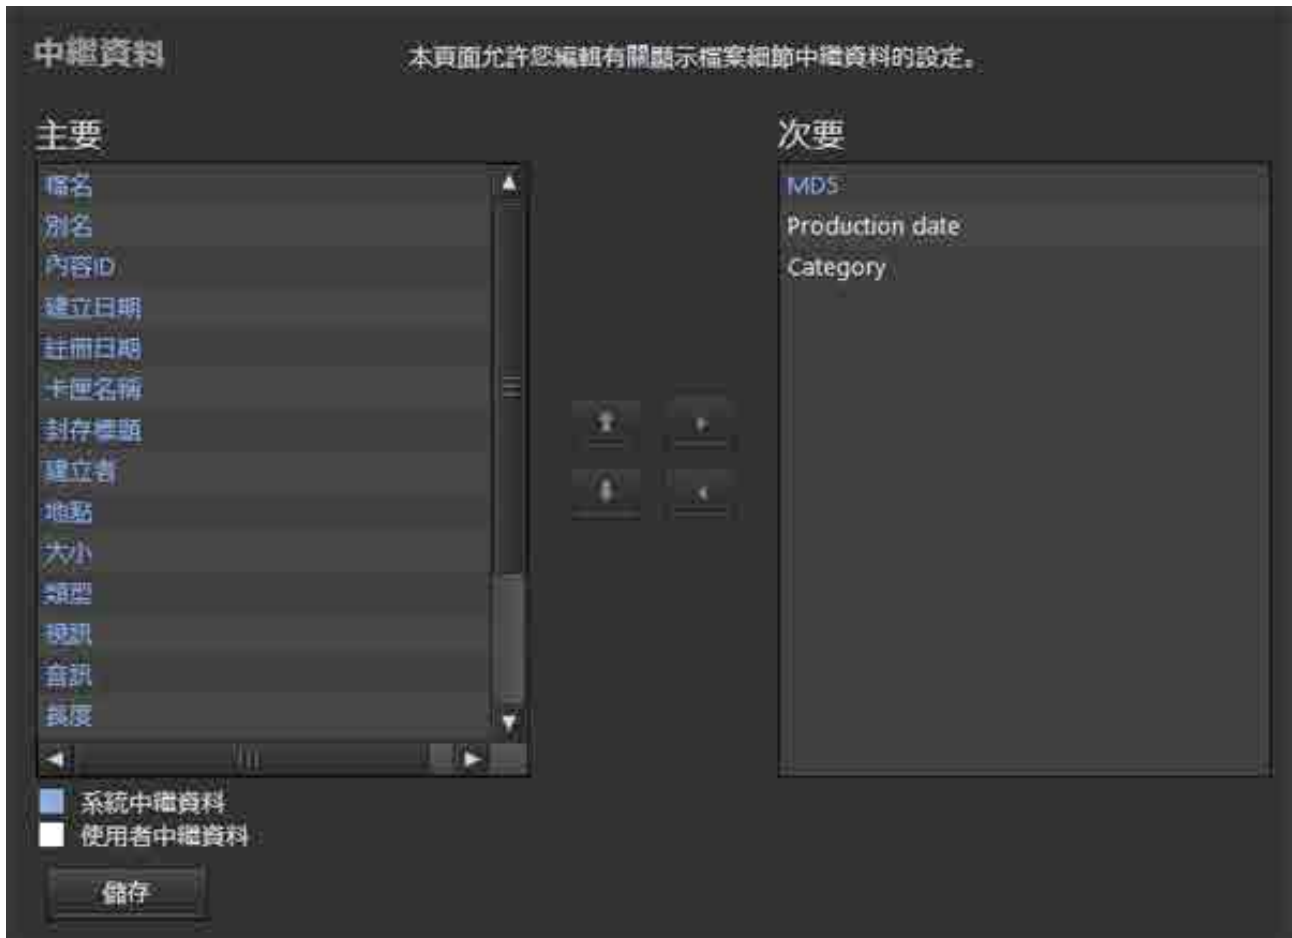 中繼資料
本頁面允許您編輯有關顯示檔案細節中繼資料的設定。
主要
檔名
別名
內容ID
建立日期
註冊日期
卡匣名稱
封存標題
建立者
地點
大小
類型
視訊
音訊
長度
次要
MD5
Production date
Category
系統中繼資料
使用者中繼資料
儲存